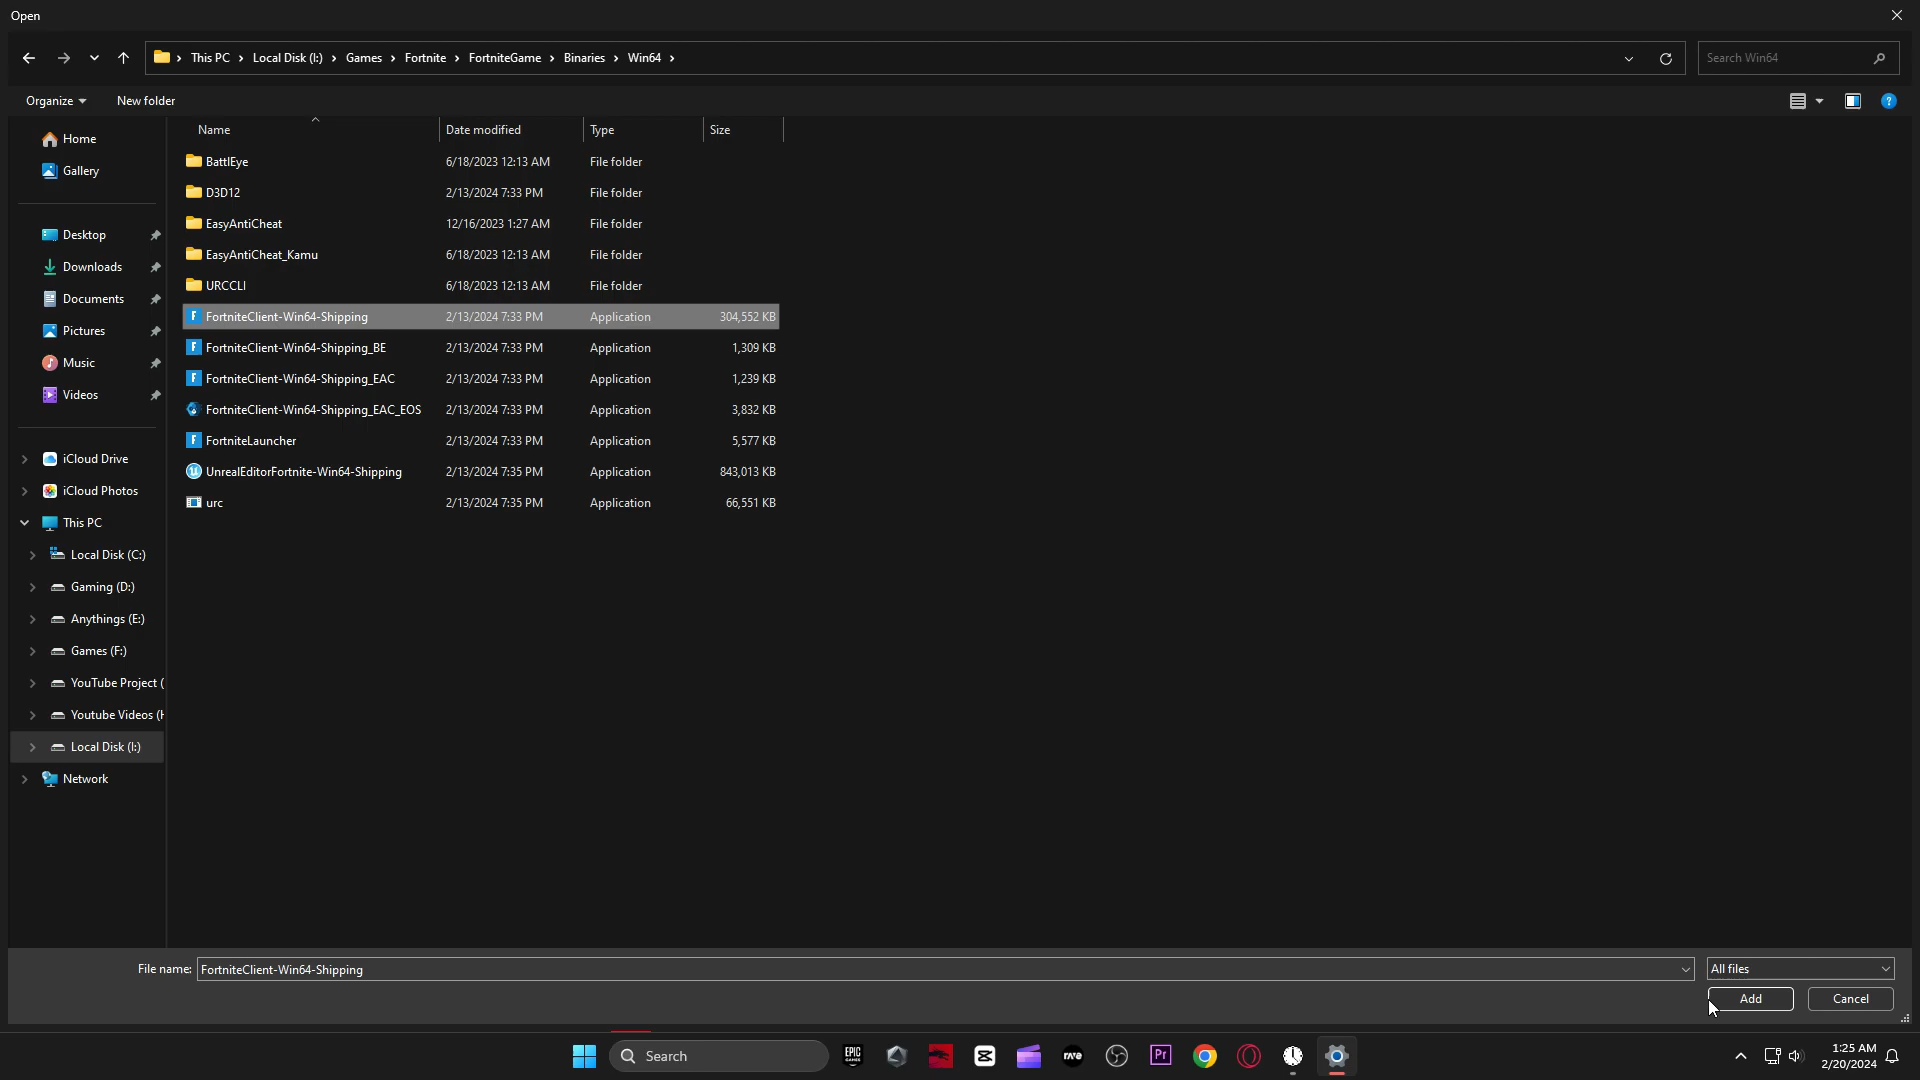 Open
This PC > Local Disk (I:) > Games > Fortnite > FortniteGame > Binaries > Win64 >
Search Win64
Organize
New folder
Name
Date modified
Type
Size
Home
Gallery
Desktop
Downloads
Documents
Pictures
Music
Videos
iCloud Drive
iCloud Photos
This PC
Local Disk (C:)
Gaming (D:)
Anythings (E:)
Games (F:)
YouTube Project (
Youtube Videos (H
Local Disk (I:)
Network
BattlEye 6/18/2023 12:13 AM File folder
D3D12 2/13/2024 7:33 PM File folder
EasyAntiCheat 12/16/2023 1:27 AM File folder
EasyAntiCheat_Kamu 6/18/2023 12:13 AM File folder
URCCLI 6/18/2023 12:13 AM File folder
FortniteClient-Win64-Shipping 2/13/2024 7:33 PM Application 304,552 KB
FortniteClient-Win64-Shipping_BE 2/13/2024 7:33 PM Application 1,309 KB
FortniteClient-Win64-Shipping_EAC 2/13/2024 7:33 PM Application 1,239 KB
FortniteClient-Win64-Shipping_EAC_EOS 2/13/2024 7:33 PM Application 3,832 KB
FortniteLauncher 2/13/2024 7:33 PM Application 5,577 KB
UnrealEditorFortnite-Win64-Shipping 2/13/2024 7:35 PM Application 843,013 KB
urc 2/13/2024 7:35 PM Application 66,551 KB
File name: FortniteClient-Win64-Shipping
All files
Add
Cancel
Search
EPIC GAMES
rave
Pr
1:25 AM
2/20/2024